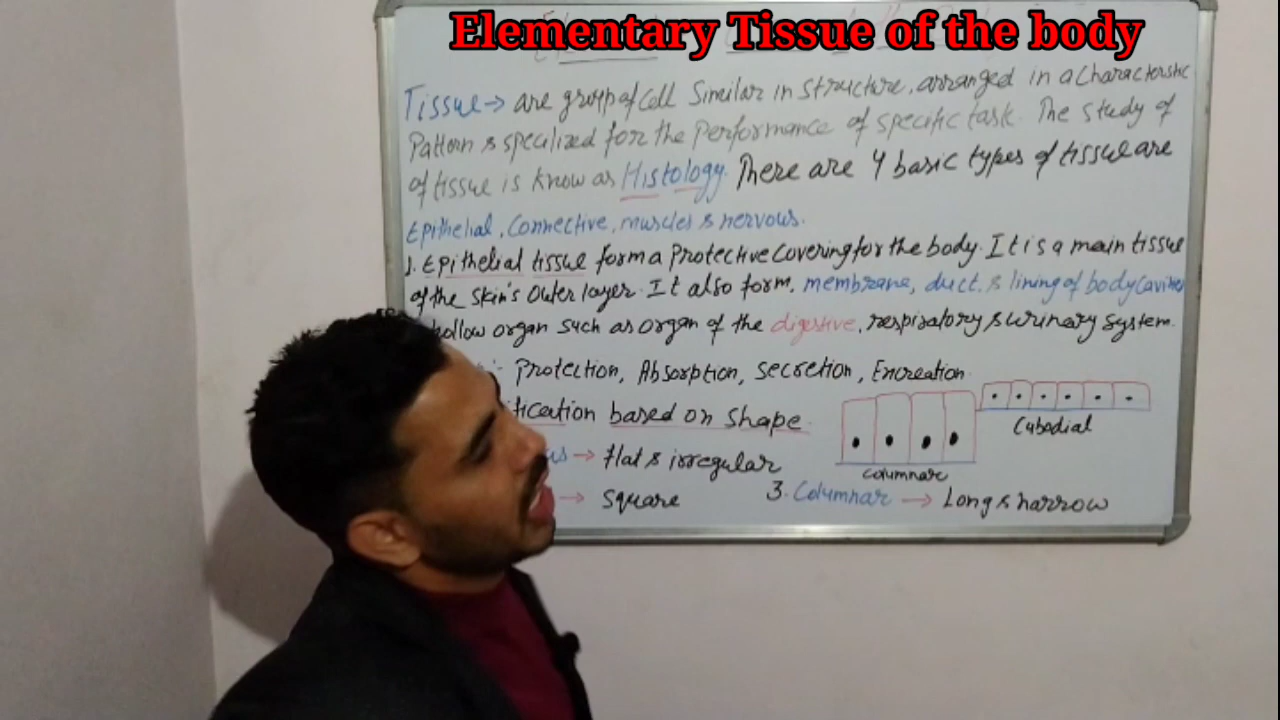 Elementary Tissue of the body
Tissue → are group of cell Similar in structure, arranged in a Characteristic
Pattern & specilized for the Performance of specific task. The study of
of tissue is know as Histology. There are 4 basic types of tissue are
Epithelial, Connective, muscles & nervous.
1. Epithelial tissue form a Protective Covering for the body. It is a main tissue
of the skin's outer layer. It also form, membrane, duct, & lining of body Cavities
hollow organ such as organ of the digestive, respiratory & urinary system.
:- Protection, Absorption, secretion, Encreation
ification based on shape
Cubodial
us → flat & irregular
columnar
→ Square
3. Columnar → Long & narrow